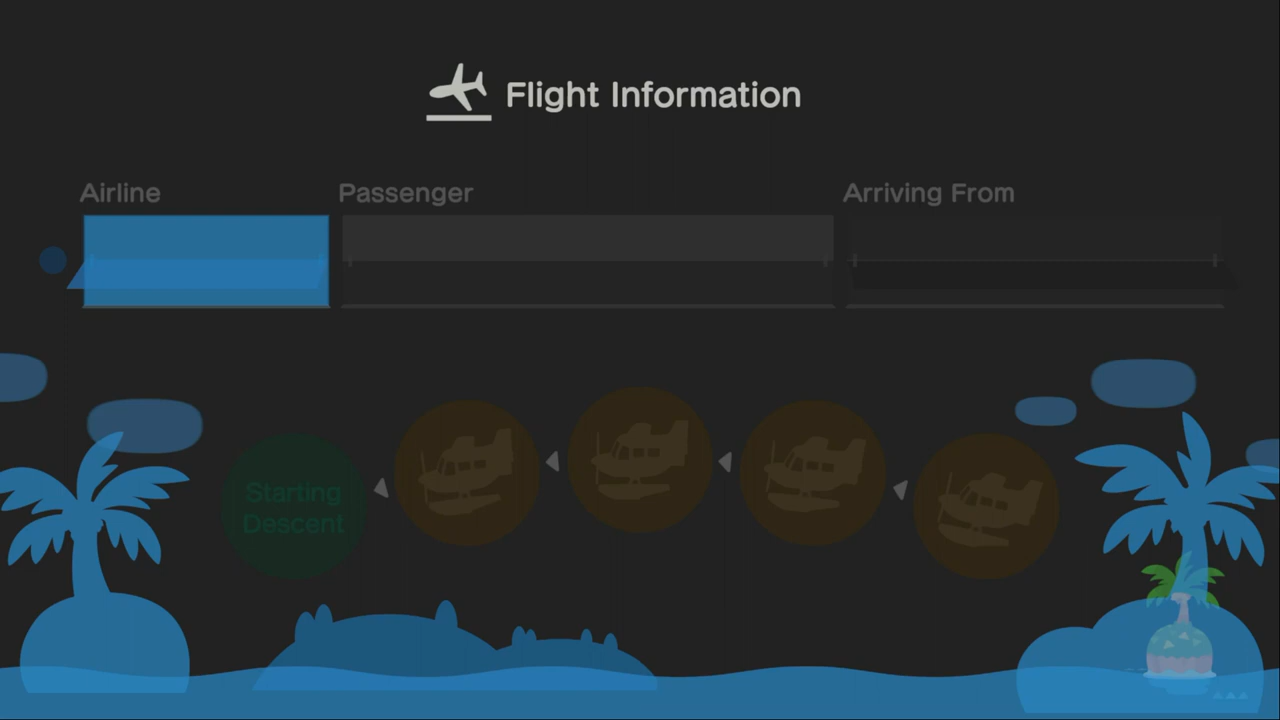 Flight Information
Airline
Passenger
Arriving From
Starting
Descent